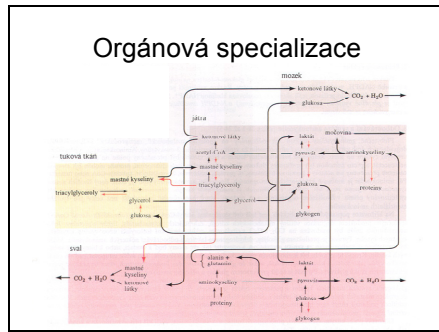 Orgánová specializace
mozek
ketonové látky
CO₂ + H₂O
glukosa
játra
močovina
ketonové látky
laktát
acetyl-CoA
pyruvát
aminokyseliny
tuková tkáň
mastné kyseliny
mastné kyseliny
triacylglyceroly
+
triacylglyceroly
glukosa
proteiny
glycerol
glycerol
glukosa
glykogen
sval
alanin +
glutamin
laktát
CO₂ + H₂O
mastné
kyseliny
ketonové
látky
aminokyseliny
pyruvát
CO₂ + H₂O
proteiny
glukosa
glykogen